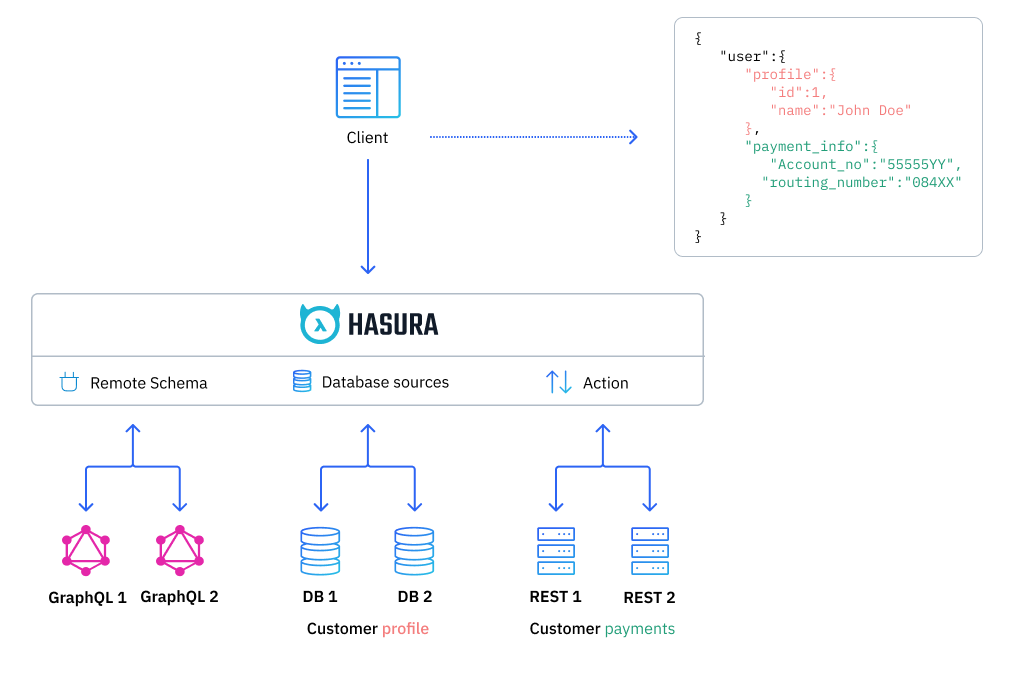 {
"user":{
"profile":{
"id":1,
"name":"John Doe"
},
"payment_info":{
"Account_no":"55555YY",
"routing_number":"084XX"
}
}
}
Client
HASURA
Remote Schema
Database sources
Action
GraphQL 1
GraphQL 2
DB 1
DB 2
REST 1
REST 2
Customer profile
Customer payments